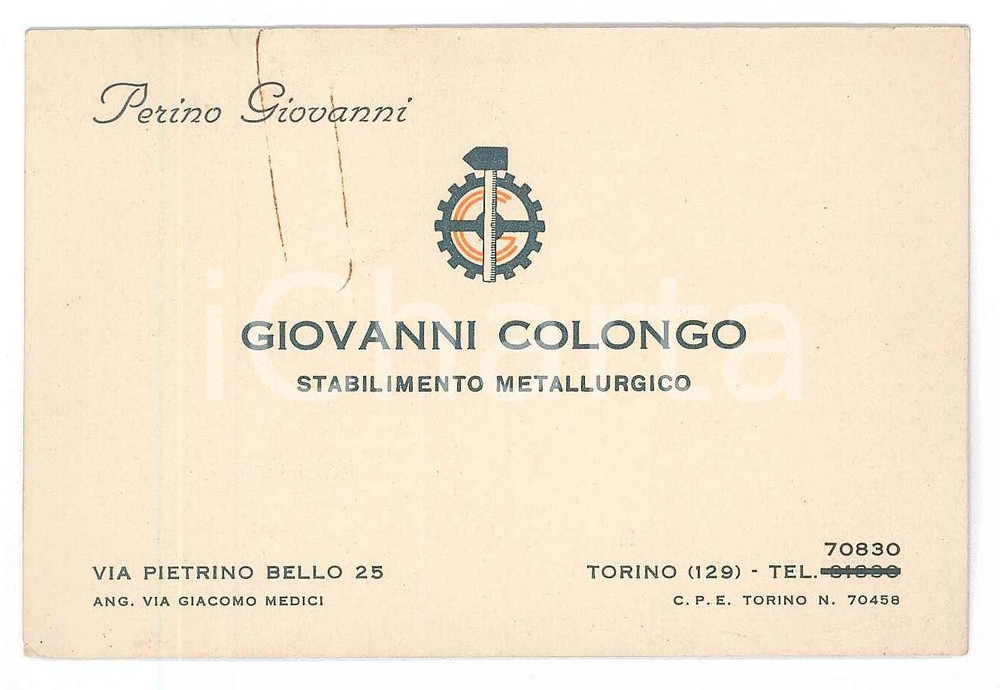 Perino Giovanni
G
iCharta
GIOVANNI COLONGO
STABILIMENTO METALLURGICO
VIA PIETRINO BELLO 25
ANG. VIA GIACOMO MEDICI
70830
TORINO (129) - TEL.
C. P. E. TORINO N. 70458